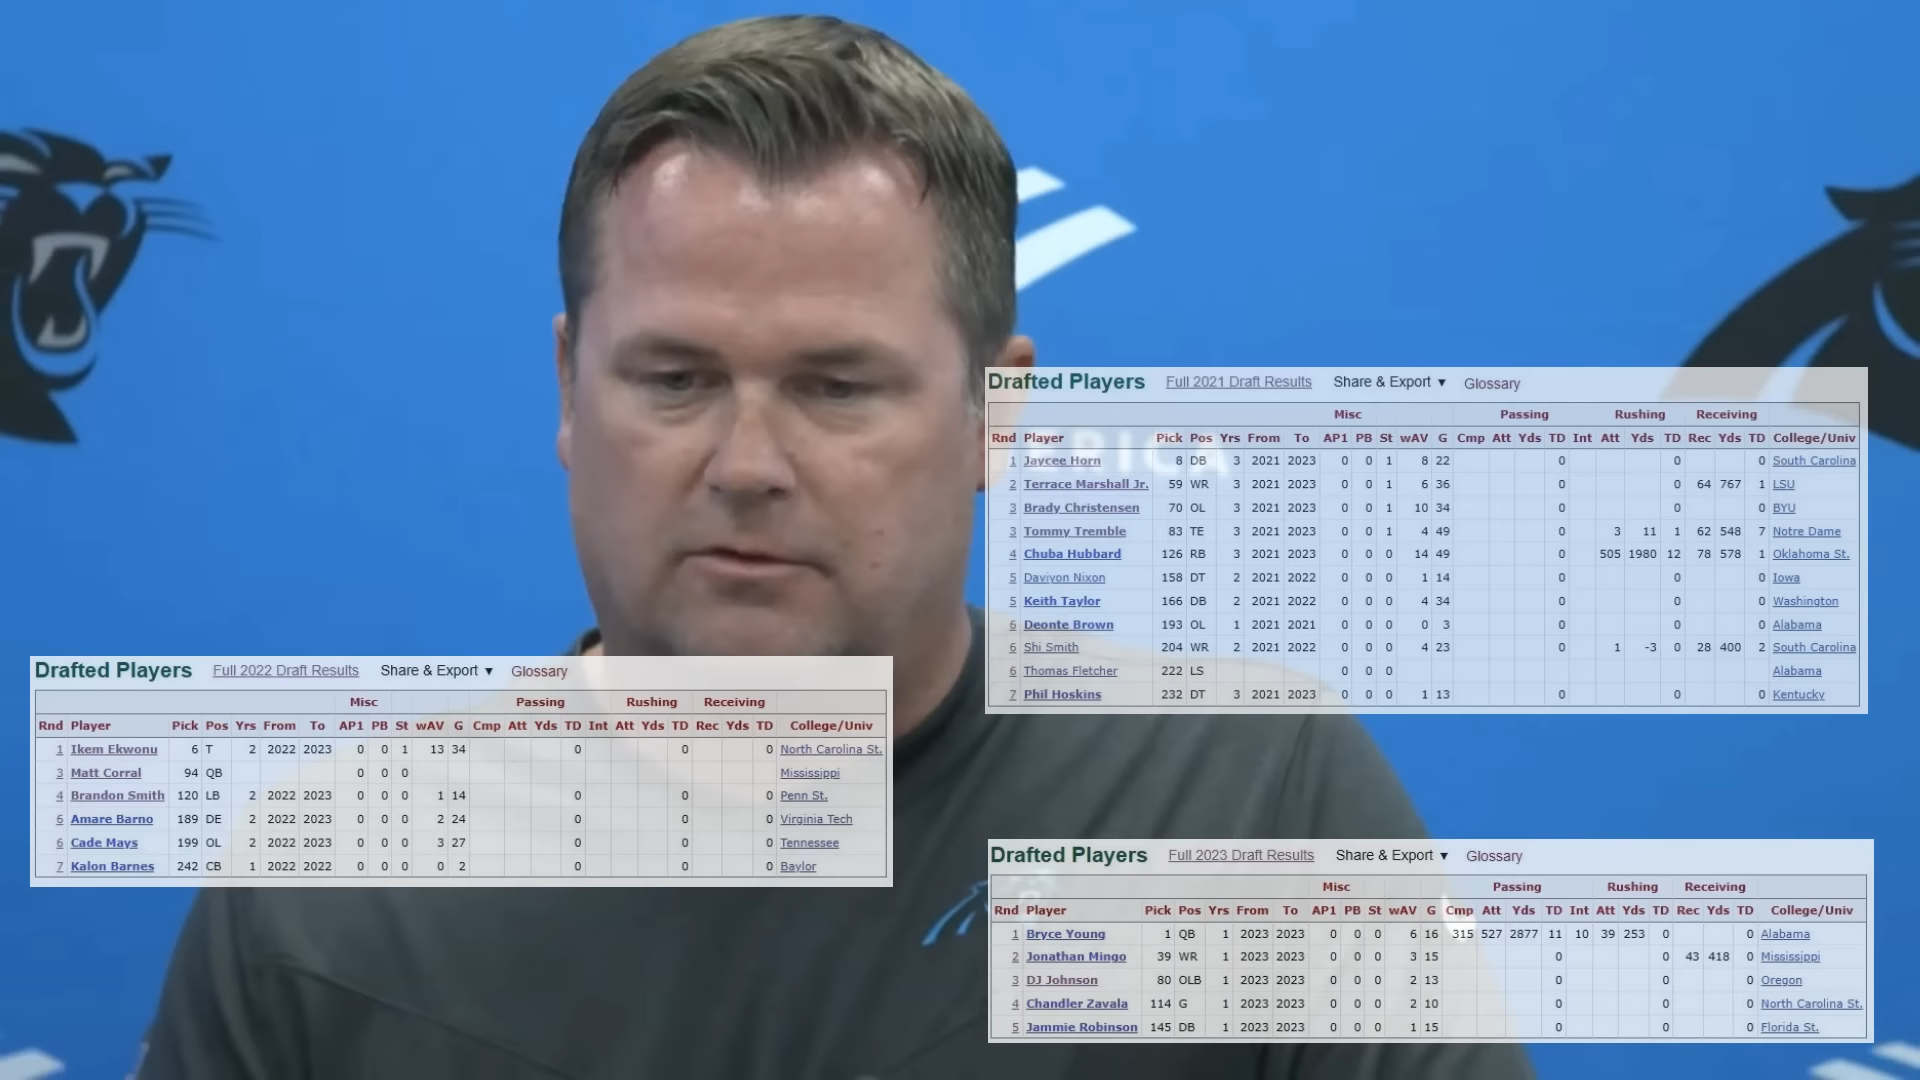 Drafted Players Full 2021 Draft Results Share & Export ▼ Glossary
Misc Passing Rushing Receiving
Rnd Player Pick Pos Yrs From To AP1 PB St wAV G Cmp Att Yds TD Int Att Yds TD Rec Yds TD College/Univ
1 Jaycee Horn 8 DB 3 2021 2023 0 0 1 8 22 0 0 0 South Carolina
2 Terrace Marshall Jr. 59 WR 3 2021 2023 0 0 1 6 36 0 0 64 767 1 LSU
3 Brady Christensen 70 OL 3 2021 2023 0 0 1 10 34 0 0 0 BYU
3 Tommy Tremble 83 TE 3 2021 2023 0 0 1 4 49 0 3 11 1 62 548 7 Notre Dame
4 Chuba Hubbard 126 RB 3 2021 2023 0 0 0 14 49 0 505 1980 12 78 578 1 Oklahoma St.
5 Daviyon Nixon 158 DT 2 2021 2022 0 0 0 1 14 0 0 0 Iowa
5 Keith Taylor 166 DB 2 2021 2022 0 0 0 4 34 0 0 0 Washington
6 Deonte Brown 193 OL 1 2021 2021 0 0 0 0 3 0 0 0 Alabama
6 Shi Smith 204 WR 2 2021 2022 0 0 0 4 23 0 1 -3 0 28 400 2 South Carolina
6 Thomas Fletcher 222 LS 0 0 0 Alabama
7 Phil Hoskins 232 DT 3 2021 2023 0 0 0 1 13 0 0 0 Kentucky
Drafted Players Full 2022 Draft Results Share & Export ▼ Glossary
Misc Passing Rushing Receiving
Rnd Player Pick Pos Yrs From To AP1 PB St wAV G Cmp Att Yds TD Int Att Yds TD Rec Yds TD College/Univ
1 Ikem Ekwonu 6 T 2 2022 2023 0 0 1 13 34 0 0 0 North Carolina St.
3 Matt Corral 94 QB 0 0 0 Mississippi
4 Brandon Smith 120 LB 2 2022 2023 0 0 0 1 14 0 0 0 Penn St.
6 Amare Barno 189 DE 2 2022 2023 0 0 0 2 24 0 0 0 Virginia Tech
6 Cade Mays 199 OL 2 2022 2023 0 0 0 3 27 0 0 0 Tennessee
7 Kalon Barnes 242 CB 1 2022 2022 0 0 0 0 2 0 0 0 Baylor
Drafted Players Full 2023 Draft Results Share & Export ▼ Glossary
Misc Passing Rushing Receiving
Rnd Player Pick Pos Yrs From To AP1 PB St wAV G Cmp Att Yds TD Int Att Yds TD Rec Yds TD College/Univ
1 Bryce Young 1 QB 1 2023 2023 0 0 0 6 16 315 527 2877 11 10 39 253 0 0 Alabama
2 Jonathan Mingo 39 WR 1 2023 2023 0 0 0 3 15 0 0 43 418 0 Mississippi
3 DJ Johnson 80 OLB 1 2023 2023 0 0 0 2 13 0 0 0 Oregon
4 Chandler Zavala 114 G 1 2023 2023 0 0 0 2 10 0 0 0 North Carolina St.
5 Jammie Robinson 145 DB 1 2023 2023 0 0 0 1 15 0 0 0 Florida St.